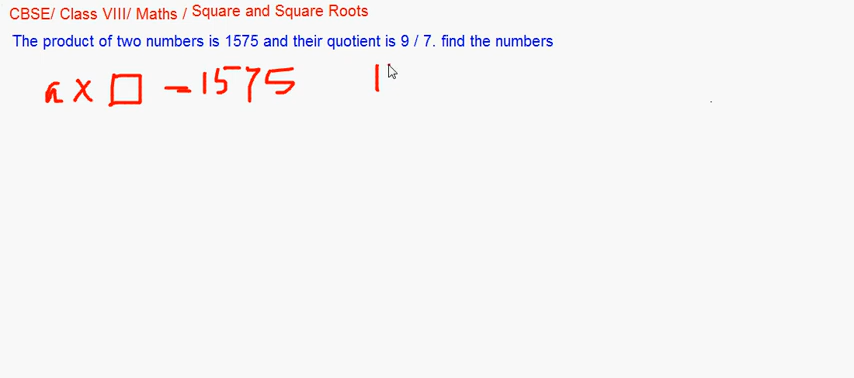 CBSE/ Class VIII/ Maths / Square and Square Roots
The product of two numbers is 1575 and their quotient is 9 / 7. find the numbers
a x □ = 1575 1